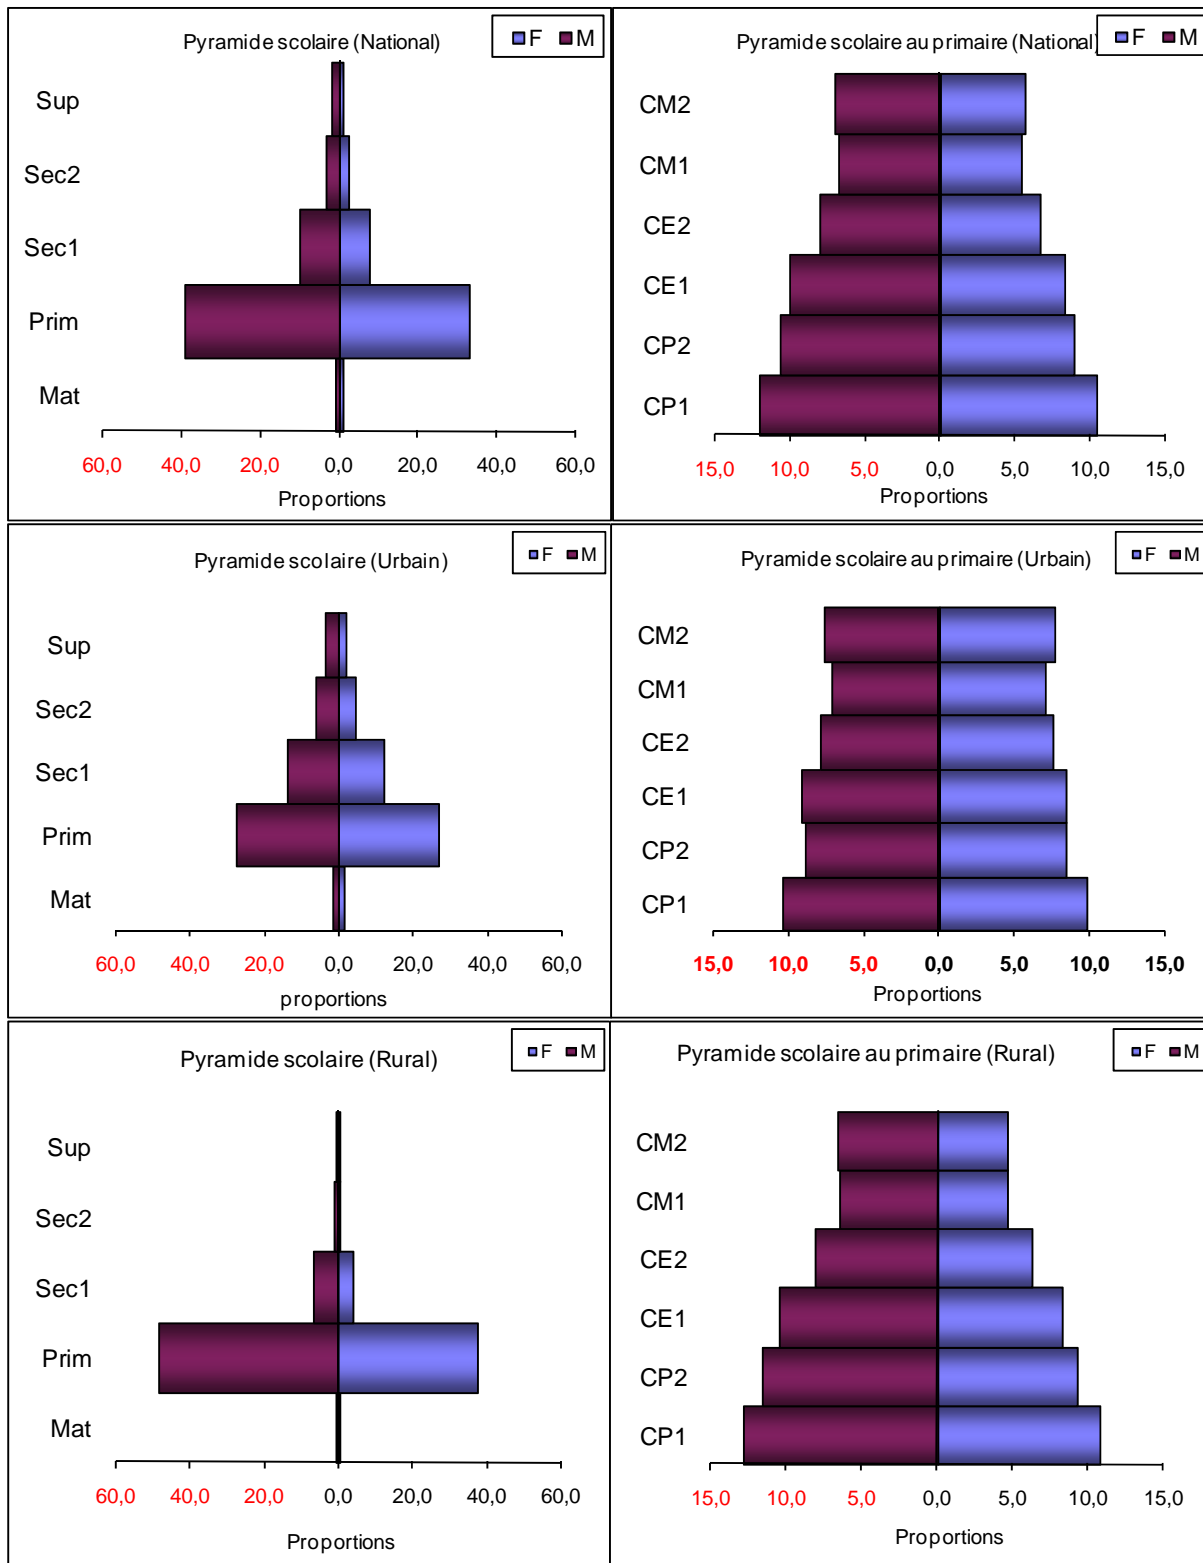 Pyramide scolaire (National)
F M
Sup
Sec2
Sec1
Prim
Mat
60,0 40,0 20,0 0,0 20,0 40,0 60,0
Proportions
Pyramide scolaire au primaire (National)
F M
CM2
CM1
CE2
CE1
CP2
CP1
15,0 10,0 5,0 0,0 5,0 10,0 15,0
Proportions
Pyramide scolaire (Urbain)
F M
Sup
Sec2
Sec1
Prim
Mat
60,0 40,0 20,0 0,0 20,0 40,0 60,0
proportions
Pyramide scolaire au primaire (Urbain)
F M
CM2
CM1
CE2
CE1
CP2
CP1
15,0 10,0 5,0 0,0 5,0 10,0 15,0
Proportions
Pyramide scolaire (Rural)
F M
Sup
Sec2
Sec1
Prim
Mat
60,0 40,0 20,0 0,0 20,0 40,0 60,0
Proportions
Pyramide scolaire au primaire (Rural)
F M
CM2
CM1
CE2
CE1
CP2
CP1
15,0 10,0 5,0 0,0 5,0 10,0 15,0
Proportions